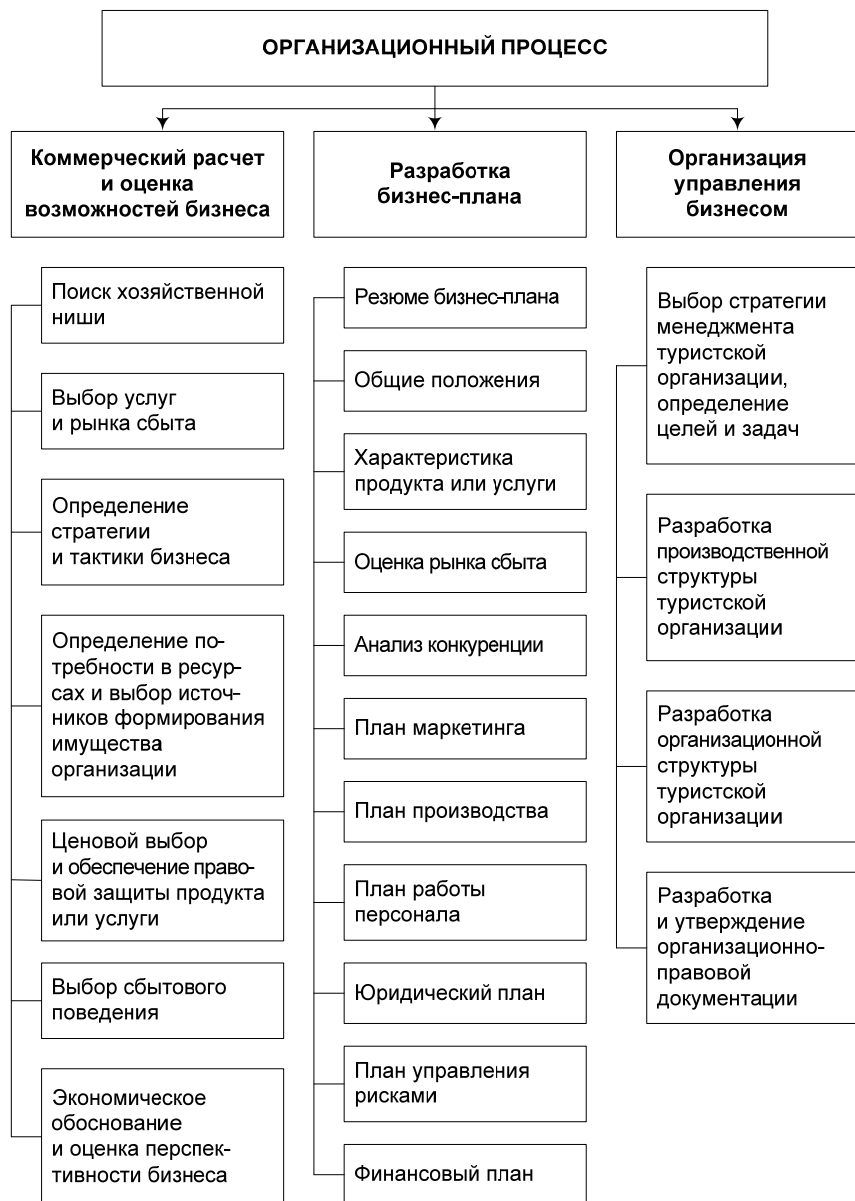 ОРГАНИЗАЦИОННЫЙ ПРОЦЕСС
Коммерческий расчет
и оценка
возможностей бизнеса
Поиск хозяйственной
ниши
Выбор услуг
и рынка сбыта
Определение
стратегии
и тактики бизнеса
Определение по-
требности в ресур-
сах и выбор источ-
ников формирования
имущества
организации
Ценовой выбор
и обеспечение право-
вой защиты продукта
или услуги
Выбор сбытового
поведения
Экономическое
обоснование
и оценка перспек-
тивности бизнеса
Разработка
бизнес-плана
Резюме бизнес-плана
Общие положения
Характеристика
продукта или услуги
Оценка рынка сбыта
Анализ конкуренции
План маркетинга
План производства
План работы
персонала
Юридический план
План управления
рисками
Финансовый план
Организация
управления
бизнесом
Выбор стратегии
менеджмента
туристской
организации,
определение
целей и задач
Разработка
производственной
структуры
туристской
организации
Разработка
организационной
структуры
туристской
организации
Разработка
и утверждение
организационно-
правовой
документации